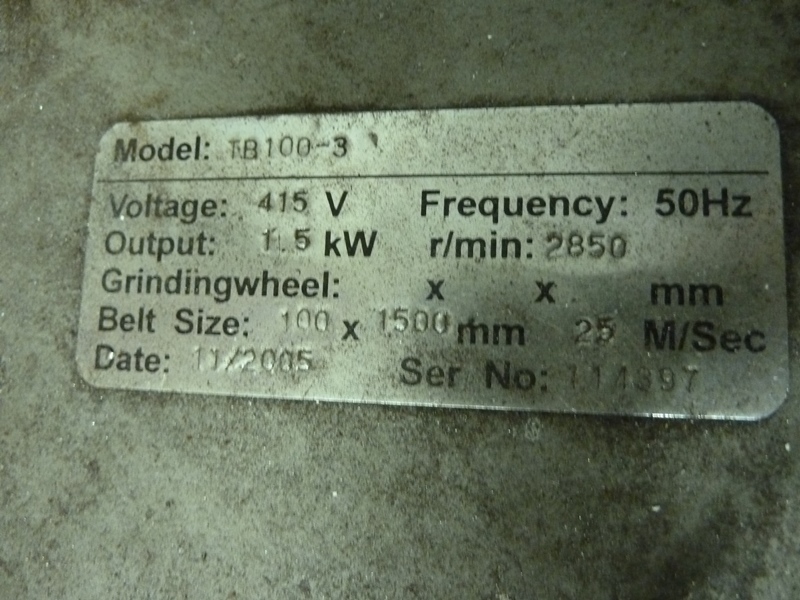 Model: TB100-3
Voltage: 415 V Frequency: 50Hz
Output: 1.5 kW r/min: 2850
Grindingwheel: x x mm
Belt Size: 100 x 1500 mm 25 M/Sec
Date: 11/2005 Ser No: 114397